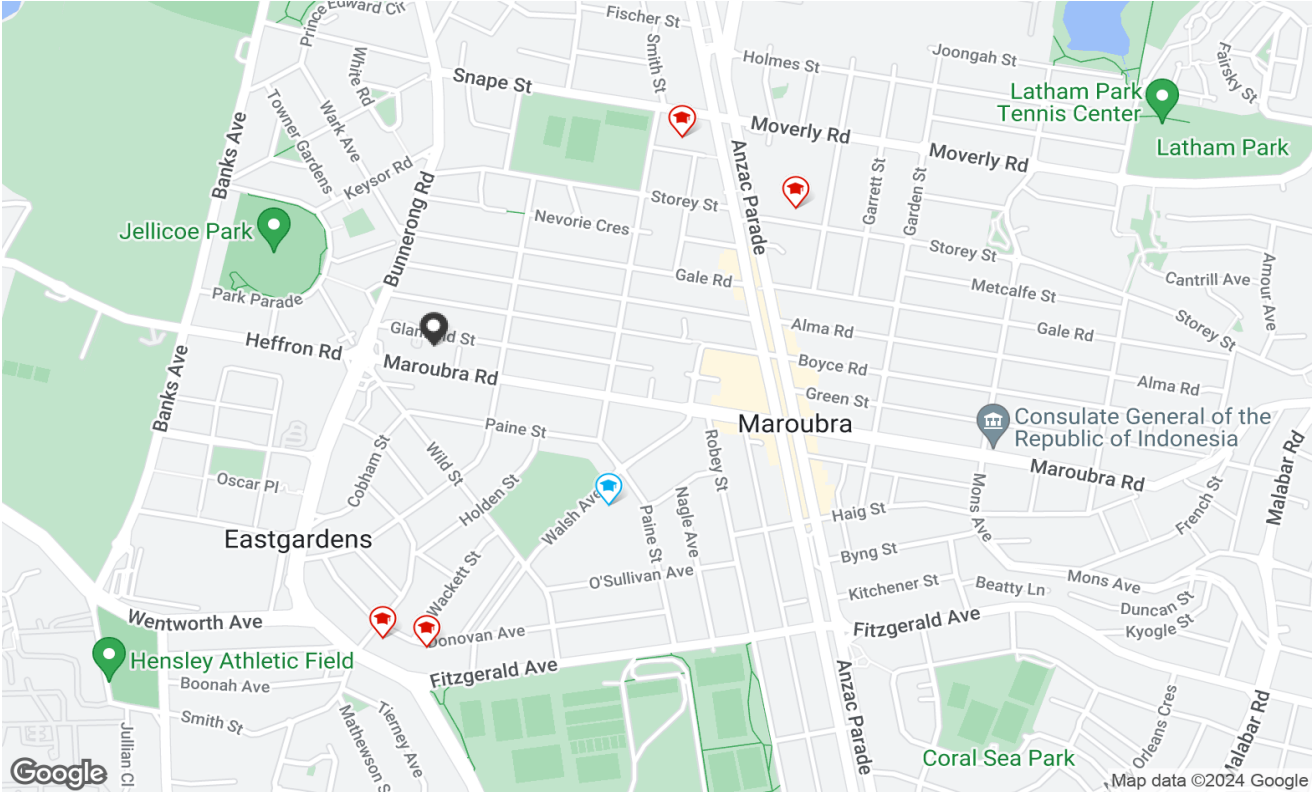 Prince Edward Cir
Fischer St
Smith St
Holmes St
Joongah St
Fairsky St
White Rd
Snape St
Latham Park
Tennis Center
Towner Gardens
Wark Ave
Banks Ave
Moverly Rd
Moverly Rd
Latham Park
Keysor Rd
Anzac Parade
Garrett St
Garden St
Storey St
Bunnerong Rd
Jellicoe Park
Nevorie Cres
Storey St
Cantrill Ave
Amour Ave
Gale Rd
Metcalfe St
Park Parade
Storey St
Alma Rd
Gale Rd
Heffron Rd
Maroubra Rd
Boyce Rd
Alma Rd
Banks Ave
Green St
Paine St
Maroubra
Consulate General of the
Republic of Indonesia
Robey St
Cobham St
Wild St
Maroubra Rd
Malabar Rd
Oscar Pl
Holden St
Walsh Ave
Nagle Ave
Mons Ave
French St
Haig St
Paine St
Eastgardens
Byng St
O'Sullivan Ave
Kitchener St
Beatty Ln
Mons Ave
Wackett St
Duncan St
Wentworth Ave
Donovan Ave
Fitzgerald Ave
Kyogle St
Hensley Athletic Field
Fitzgerald Ave
Boonah Ave
Anzac Parade
Smith St
Tierney Ave
Mathewson S
Jullian Cl
Orleans Cres
Malabar Rd
Coral Sea Park
Google
Map data ©2024 Google